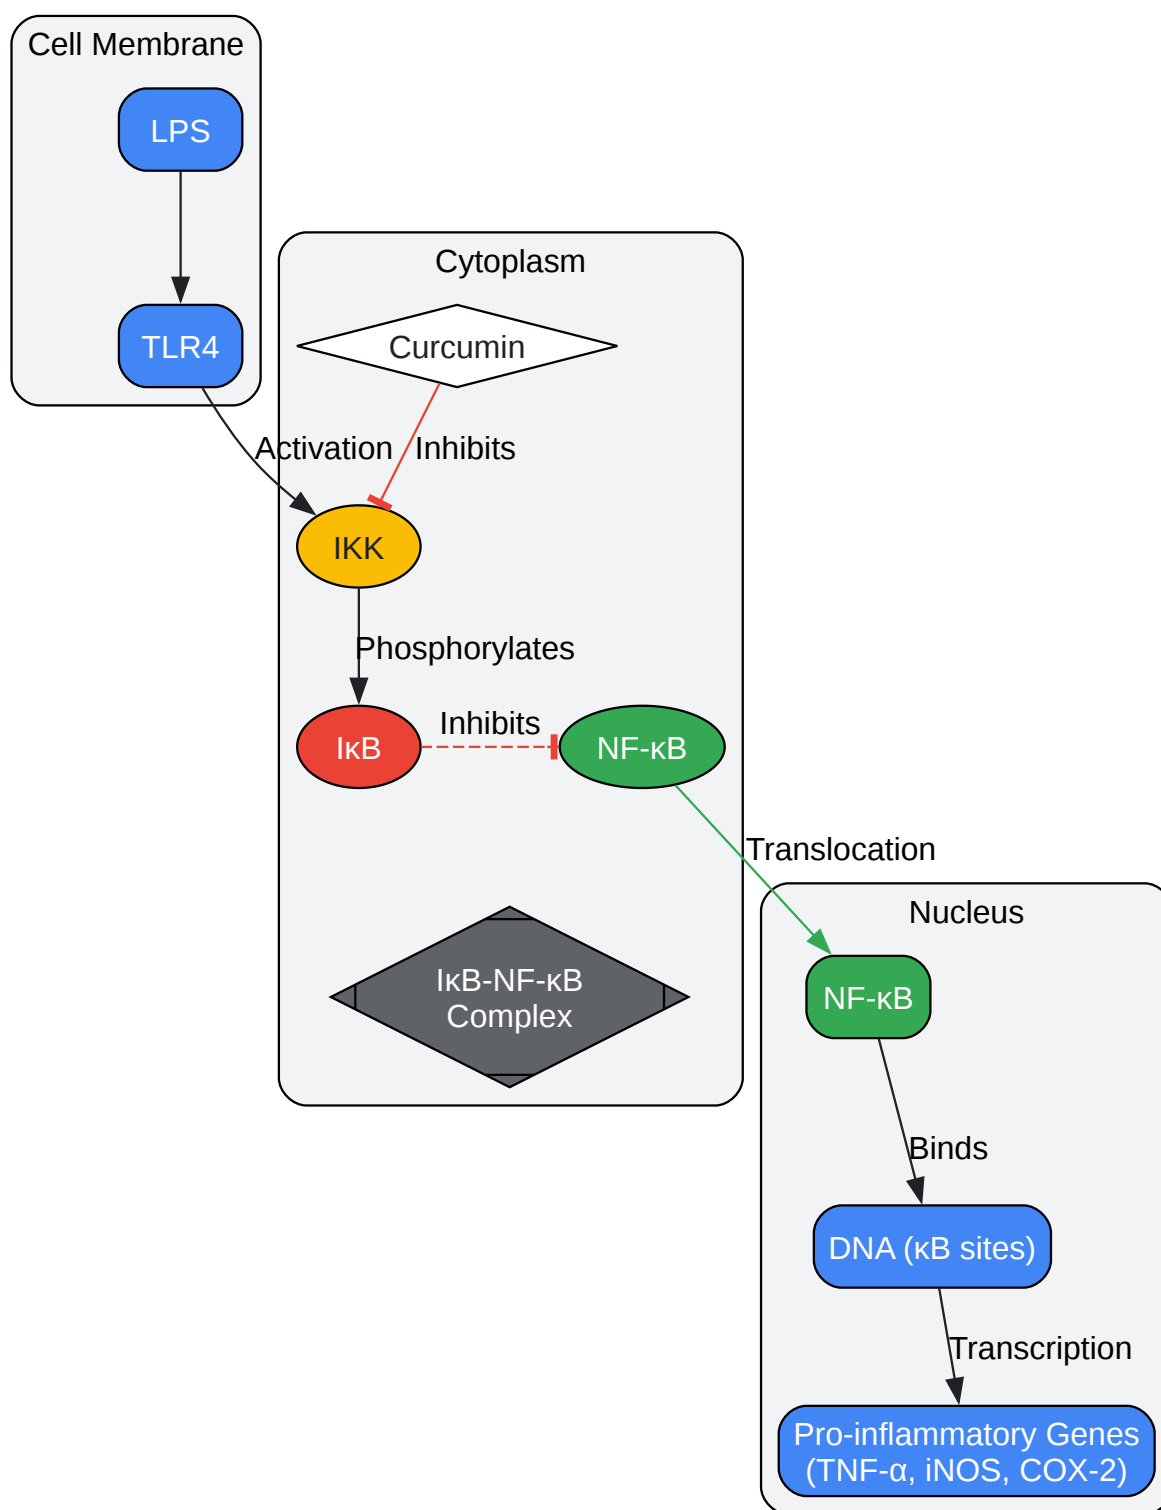 Cell Membrane
LPS
TLR4
Cytoplasm
Curcumin
Activation
Inhibits
IKK
Phosphorylates
IκB
Inhibits
NF-κB
Translocation
IκB-NF-κB
Complex
Nucleus
NF-κB
Binds
DNA (κB sites)
Transcription
Pro-inflammatory Genes
(TNF-α, iNOS, COX-2)